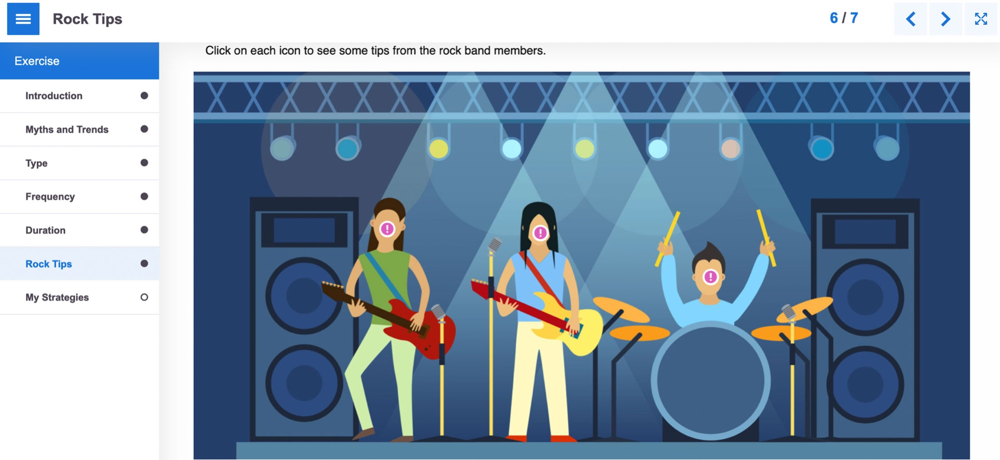 Rock Tips
6 / 7
Exercise
Click on each icon to see some tips from the rock band members.
Introduction
Myths and Trends
Type
Frequency
Duration
Rock Tips
My Strategies
!
!
!